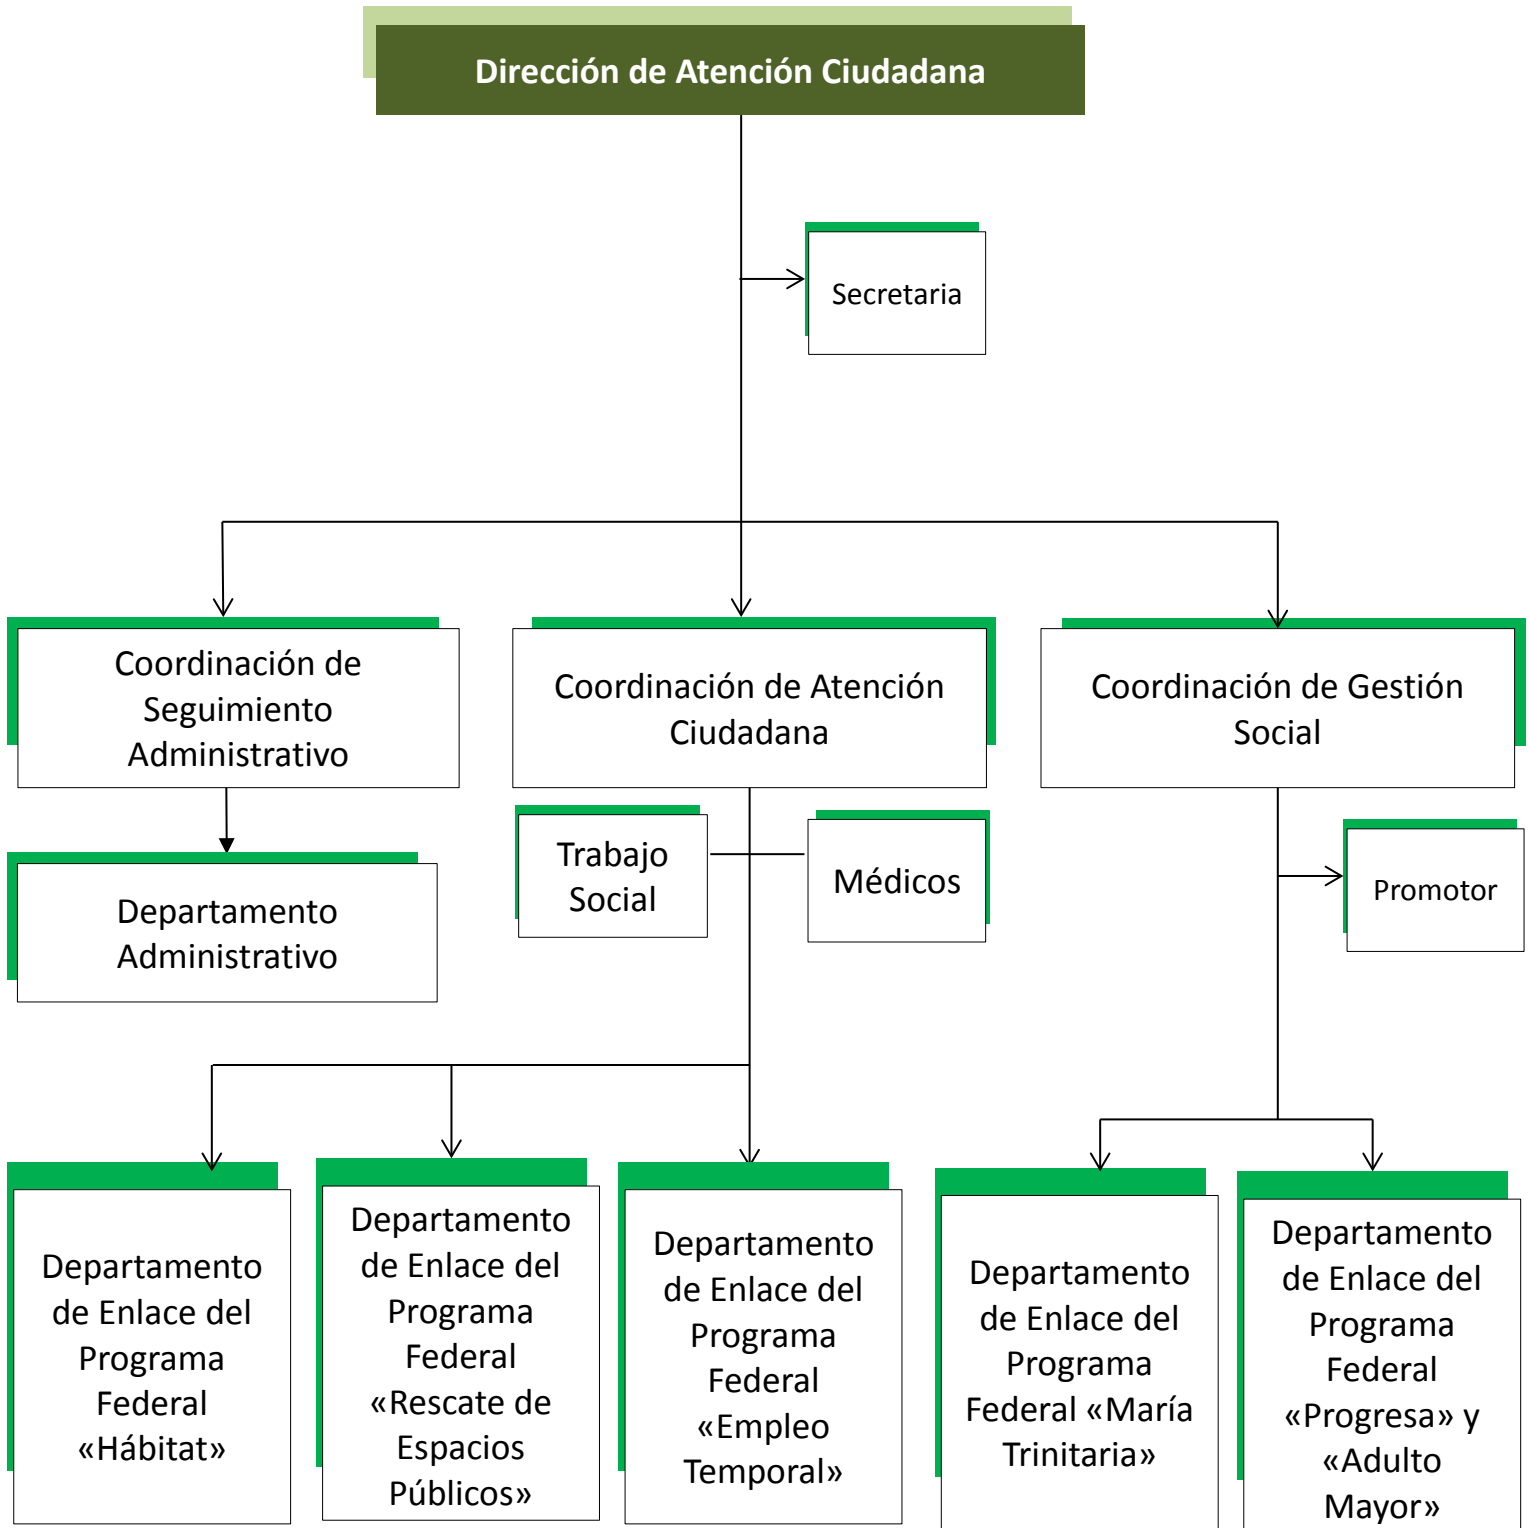 Dirección de Atención Ciudadana
Secretaria
Coordinación de
Seguimiento
Administrativo
Coordinación de Atención
Ciudadana
Coordinación de Gestión
Social
Trabajo
Social
Médicos
Promotor
Departamento
Administrativo
Departamento
de Enlace del
Programa
Federal
«Hábitat»
Departamento
de Enlace del
Programa
Federal
«Rescate de
Espacios
Públicos»
Departamento
de Enlace del
Programa
Federal
«Empleo
Temporal»
Departamento
de Enlace del
Programa
Federal «María
Trinitaria»
Departamento
de Enlace del
Programa
Federal
«Progresa» y
«Adulto
Mayor»